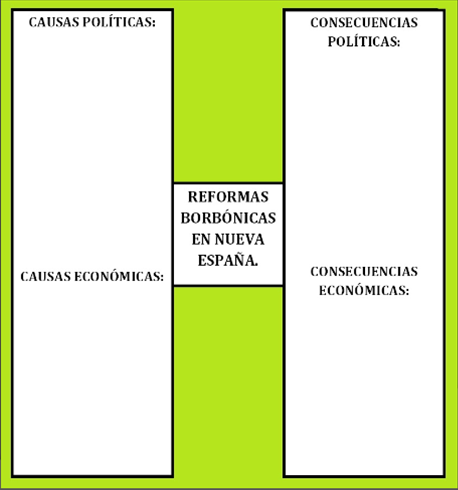 CAUSAS POLÍTICAS:
CAUSAS ECONÓMICAS:
REFORMAS
BORBÓNICAS
EN NUEVA
ESPAÑA.
CONSECUENCIAS
POLÍTICAS:
CONSECUENCIAS
ECONÓMICAS: